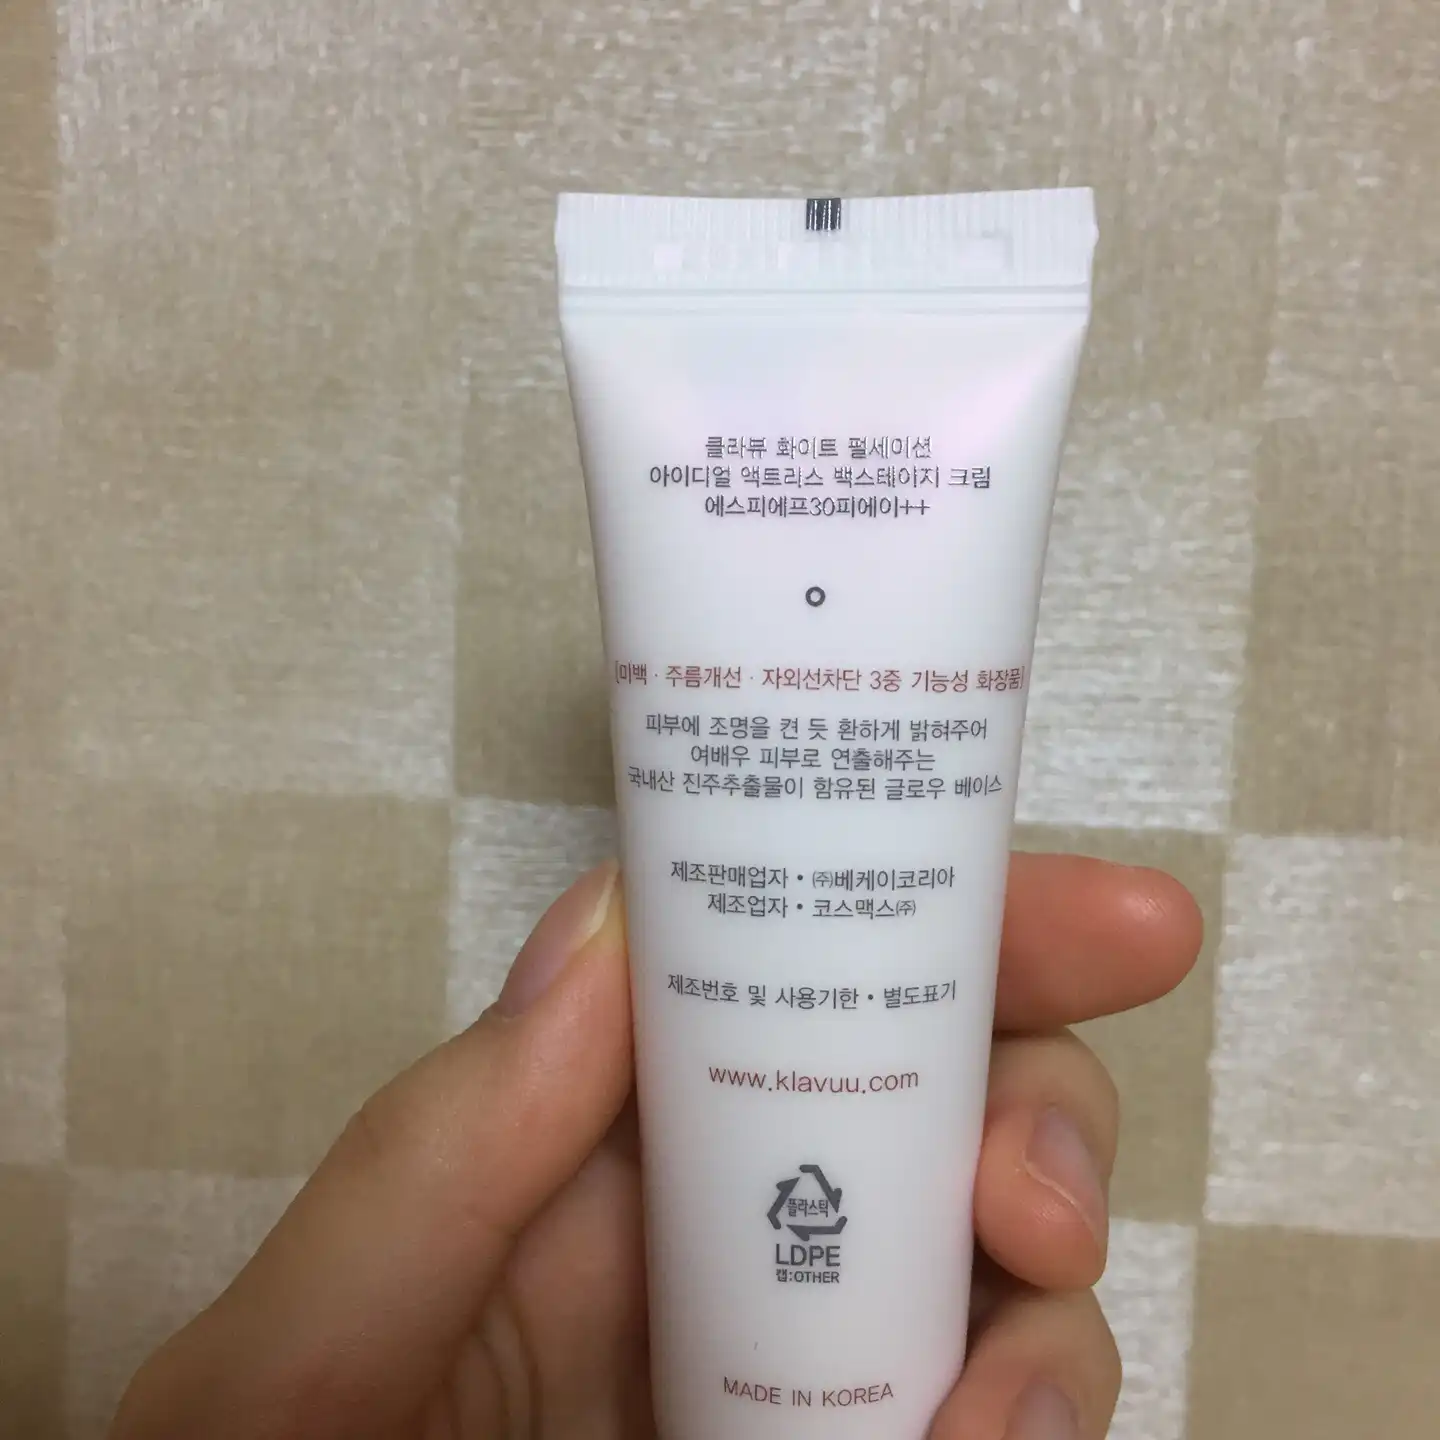 클라뷰 화이트 펄세이션
아이디얼 액트리스 백스테이지 크림
에스피에프30피에이++
[미백 · 주름개선 · 자외선차단 3중 기능성 화장품]
피부에 조명을 켠 듯 환하게 밝혀주어
여배우 피부로 연출해주는
국내산 진주추출물이 함유된 글로우 베이스
제조판매업자 • ㈜베케이코리아
제조업자 • 코스맥스㈜
제조번호 및 사용기한 • 별도표기
www.klavuu.com
플라스틱
LDPE
캡:OTHER
MADE IN KOREA